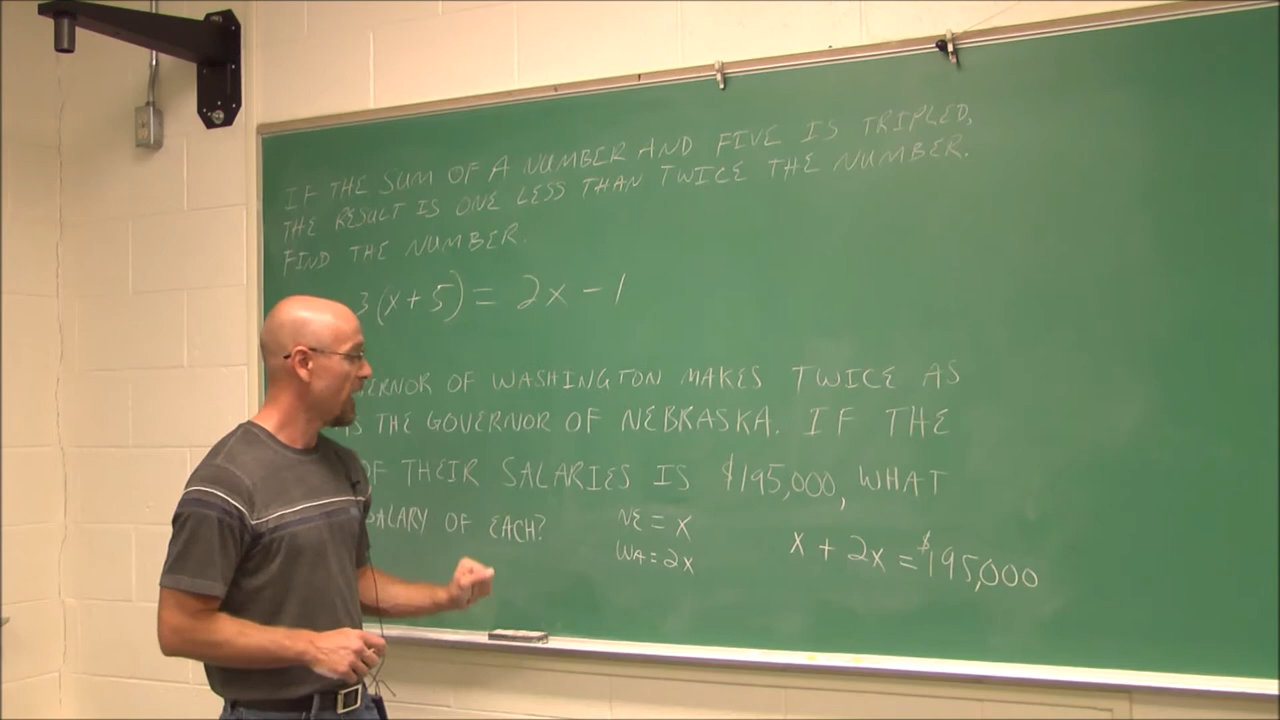 IF THE SUM OF A NUMBER AND FIVE IS TRIPLED,
THE RESULT IS ONE LESS THAN TWICE THE NUMBER.
FIND THE NUMBER.
3(x+5) = 2x - 1
ERNOR OF WASHINGTON MAKES TWICE AS
AS THE GOVERNOR OF NEBRASKA. IF THE
OF THEIR SALARIES IS $195,000, WHAT
SALARY OF EACH?
NE = X
WA = 2X
X + 2X = $195,000